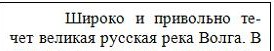 Широко и привольно те-
чет великая русская река Волга. В